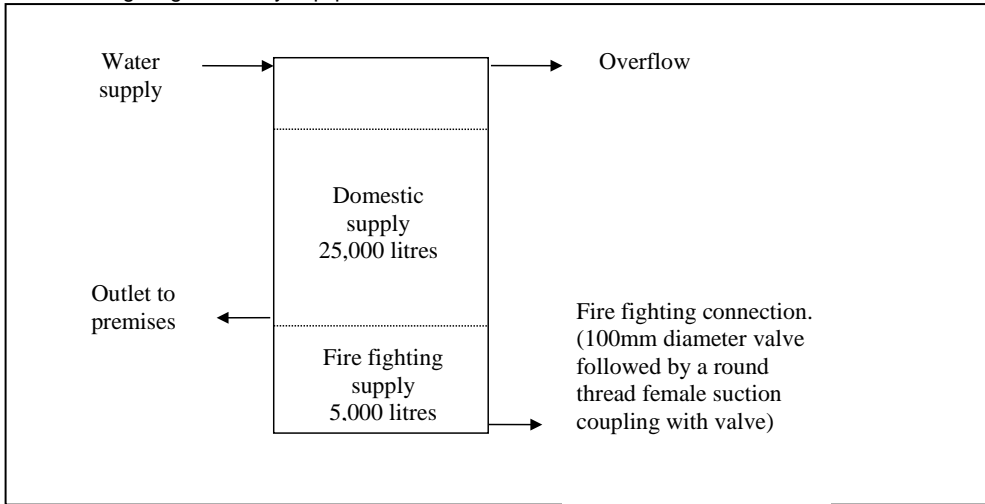 Water
supply
Overflow
Domestic
supply
25,000 litres
Outlet to
premises
Fire fighting
supply
5,000 litres
Fire fighting connection.
(100mm diameter valve
followed by a round
thread female suction
coupling with valve)